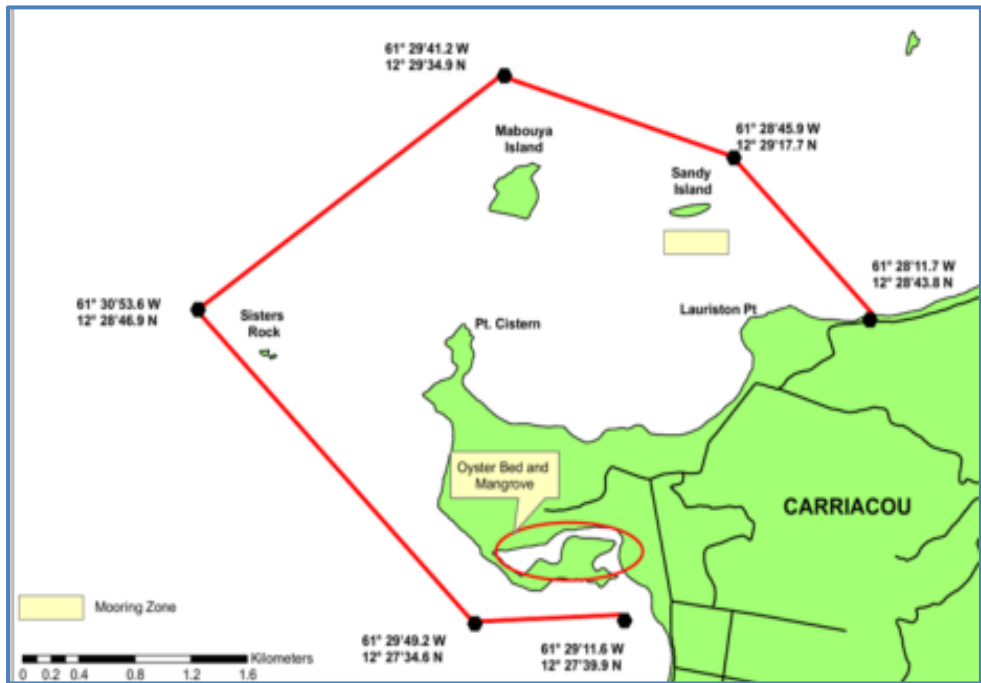 61° 29'41.2 W
12° 29'34.9 N
Mabouya
Island
61° 28'45.9 W
12° 29'17.7 N
Sandy
Island
61° 28'11.7 W
12° 28'43.8 N
61° 30'53.6 W
12° 28'46.9 N
Sisters
Rock
Pt. Cistern
Lauriston Pt
Oyster Bed and
Mangrove
CARRIACOU
Mooring Zone
61° 29'49.2 W
12° 27'34.6 N
61° 29'11.6 W
12° 27'39.9 N
Kilometers
0 0.2 0.4 0.8 1.2 1.6